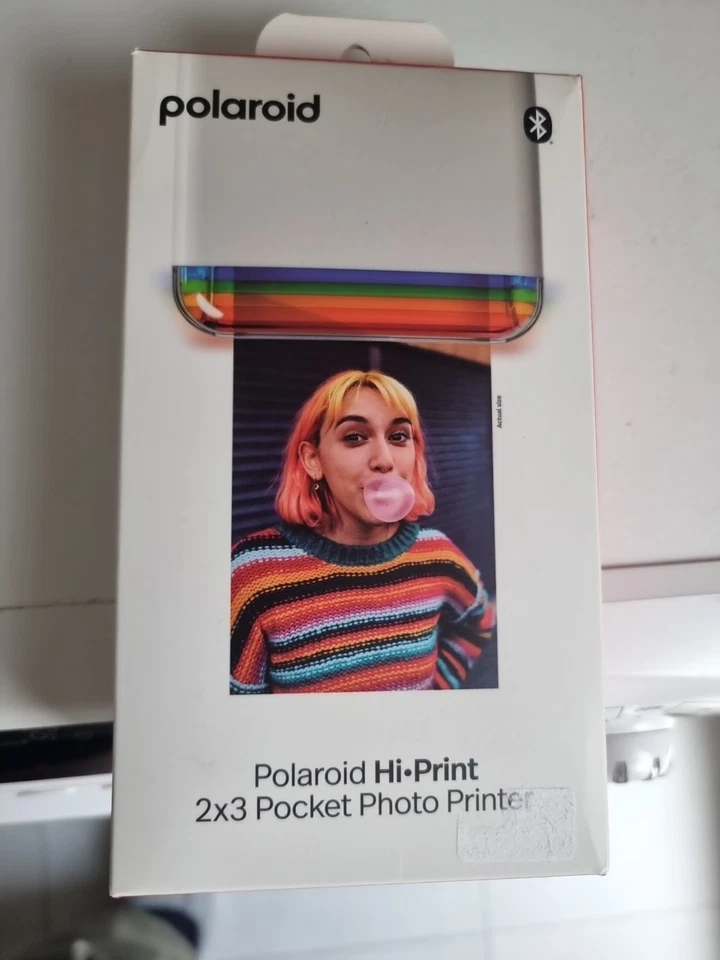 polaroid
Actual size
Polaroid Hi•Print
2x3 Pocket Photo Printer